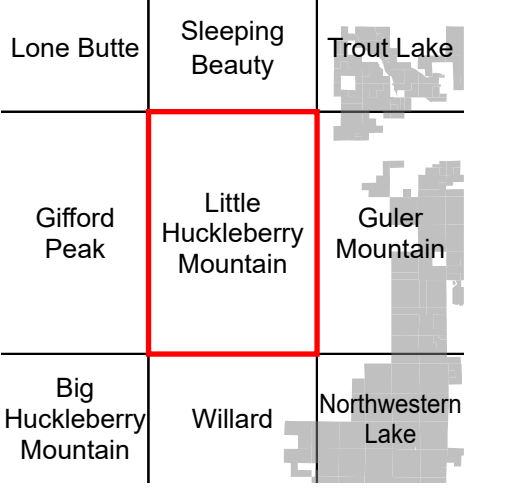 Lone Butte
Sleeping
Beauty
Trout Lake
Gifford
Peak
Little
Huckleberry
Mountain
Guler
Mountain
Big
Huckleberry
Mountain
Willard
Northwestern
Lake